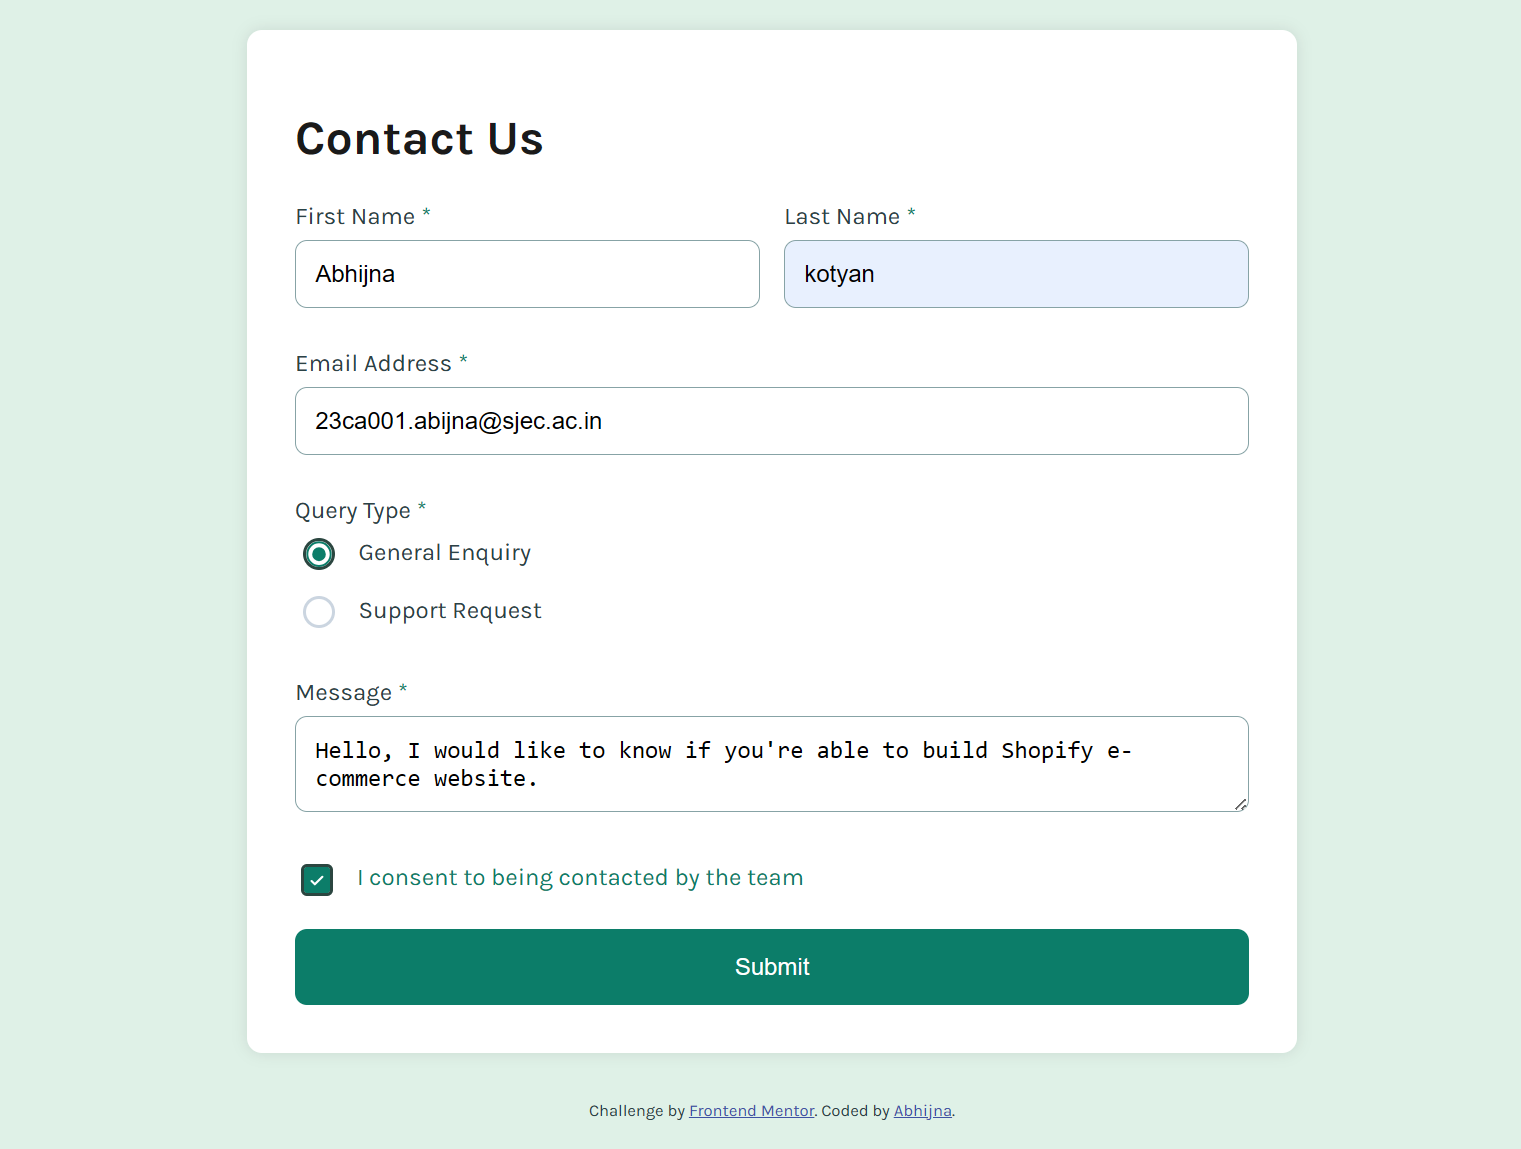 Contact Us
First Name *
Last Name *
Abhijna
kotyan
Email Address *
23ca001.abijna@sjec.ac.in
Query Type *
General Enquiry
Support Request
Message *
Hello, I would like to know if you're able to build Shopify e-
commerce website.
I consent to being contacted by the team
Submit
Challenge by Frontend Mentor. Coded by Abhijna.